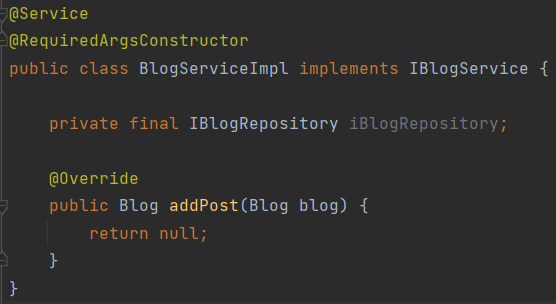 @Service
@RequiredArgsConstructor
public class BlogServiceImpl implements IBlogService {
private final IBlogRepository iBlogRepository;
@Override
public Blog addPost(Blog blog) {
return null;
}
}